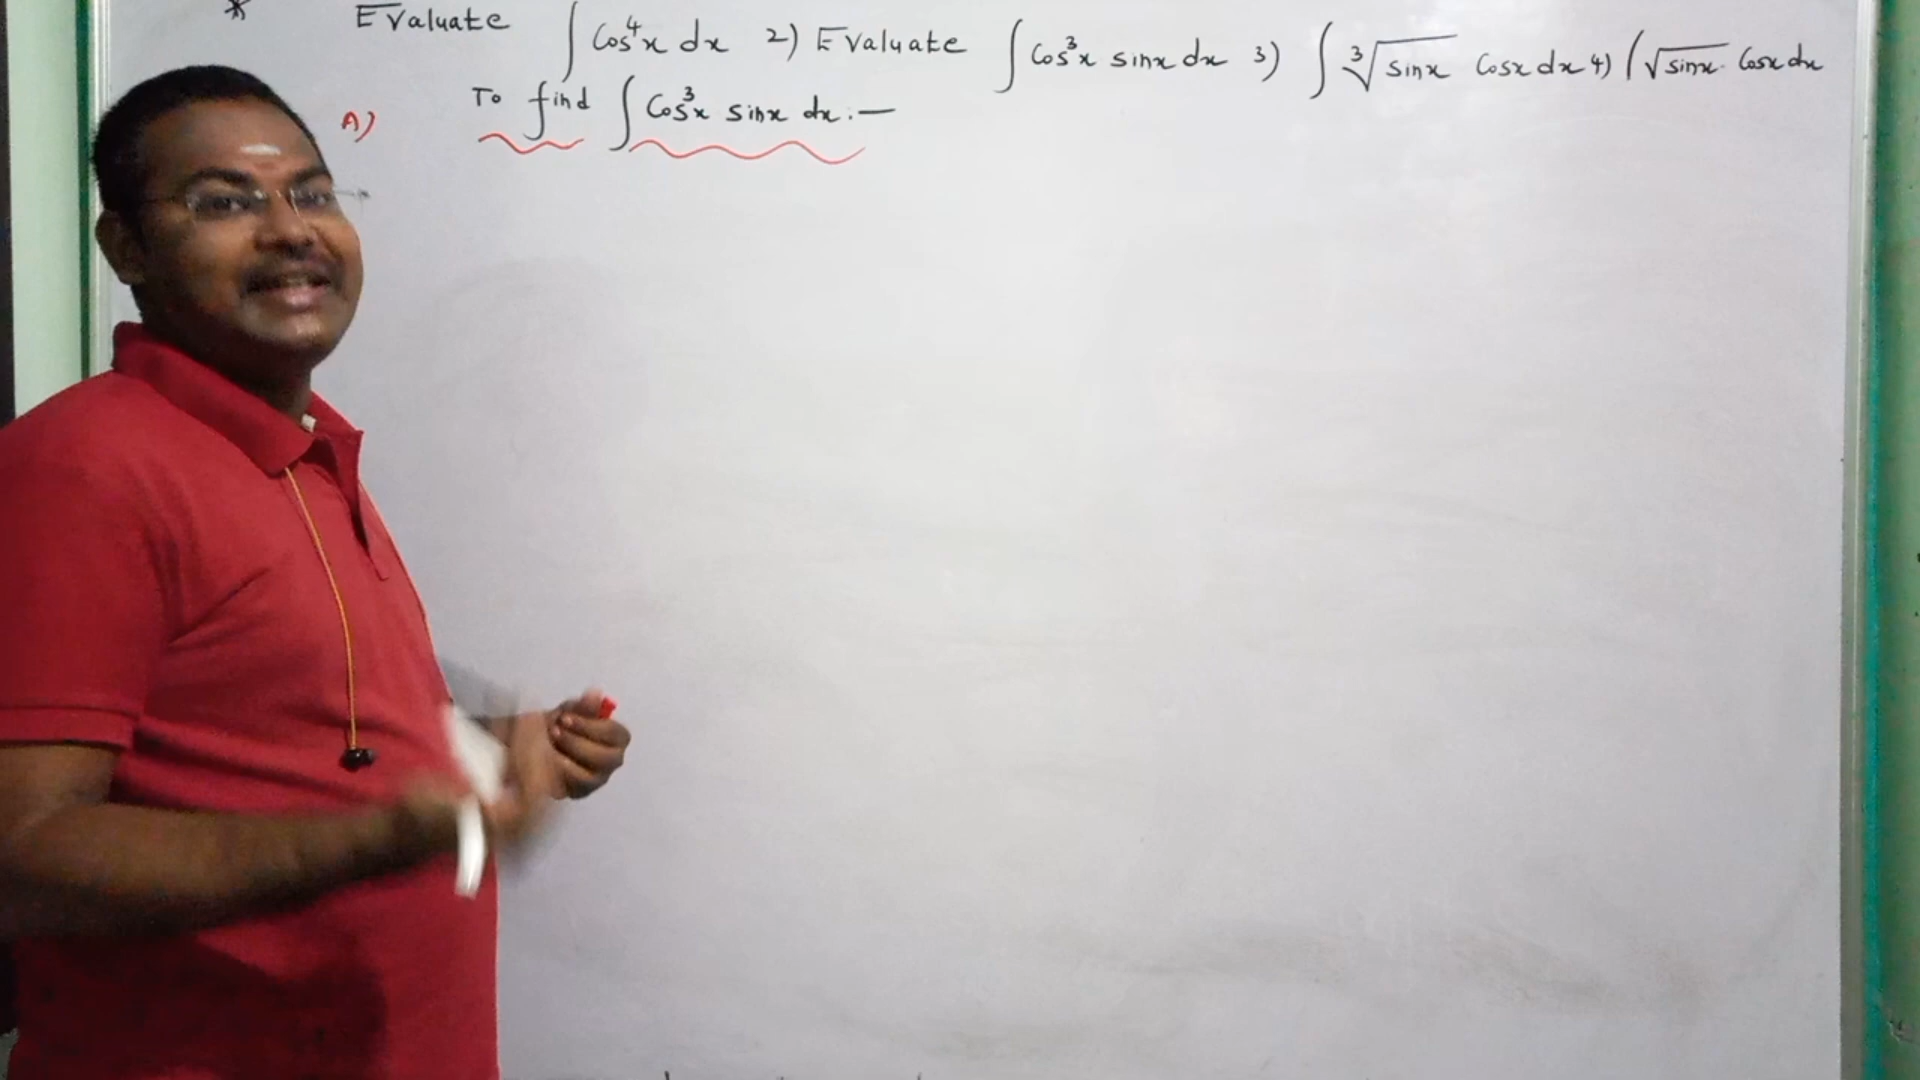 * Evaluate ∫ Cos⁴x dx 2) Evaluate ∫ Cos³x sinx dx 3) ∫ ∛sinx Cosx dx 4) ∫ √sinx Cosx dx
A) To find ∫ Cos³x sinx dx :—